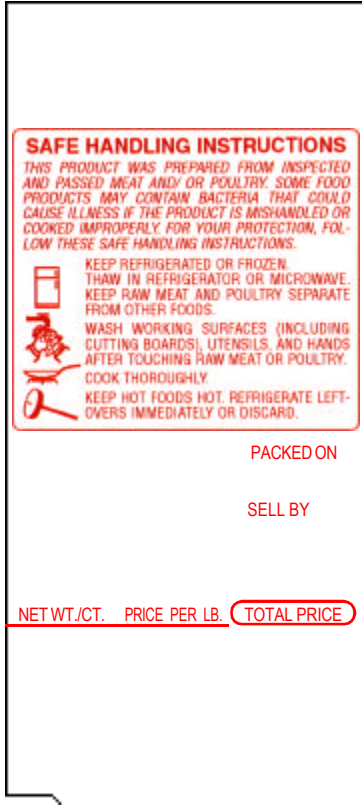 SAFE HANDLING INSTRUCTIONS
THIS PRODUCT WAS PREPARED FROM INSPECTED
AND PASSED MEAT AND/ OR POULTRY. SOME FOOD
PRODUCTS MAY CONTAIN BACTERIA THAT COULD
CAUSE ILLNESS IF THE PRODUCT IS MISHANDLED OR
COOKED IMPROPERLY. FOR YOUR PROTECTION, FOL-
LOW THESE SAFE HANDLING INSTRUCTIONS.
KEEP REFRIGERATED OR FROZEN.
THAW IN REFRIGERATOR OR MICROWAVE.
KEEP RAW MEAT AND POULTRY SEPARATE
FROM OTHER FOODS.
WASH WORKING SURFACES (INCLUDING
CUTTING BOARDS), UTENSILS, AND HANDS
AFTER TOUCHING RAW MEAT OR POULTRY.
COOK THOROUGHLY.
KEEP HOT FOODS HOT. REFRIGERATE LEFT-
OVERS IMMEDIATELY OR DISCARD.
PACKED ON
SELL BY
NET WT./CT. PRICE PER LB. TOTAL PRICE